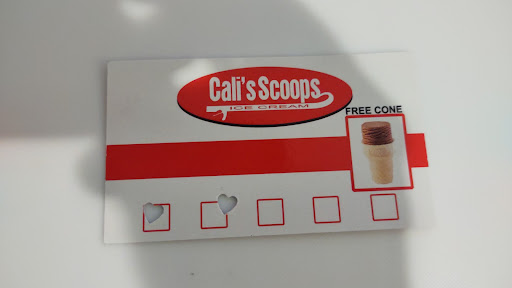 Cali's Scoops
ICE CREAM
FREE CONE